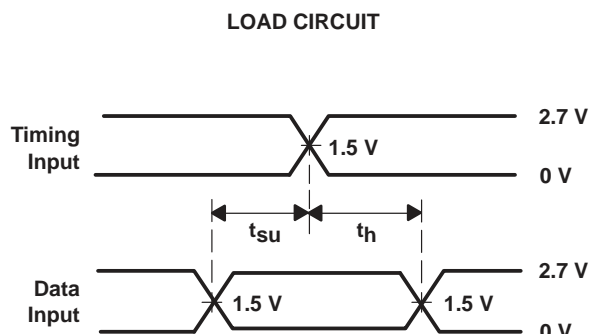 LOAD CIRCUIT
2.7 V
Timing
Input
1.5 V
0 V
tsu
th
2.7 V
Data
Input
1.5 V
1.5 V
0 V